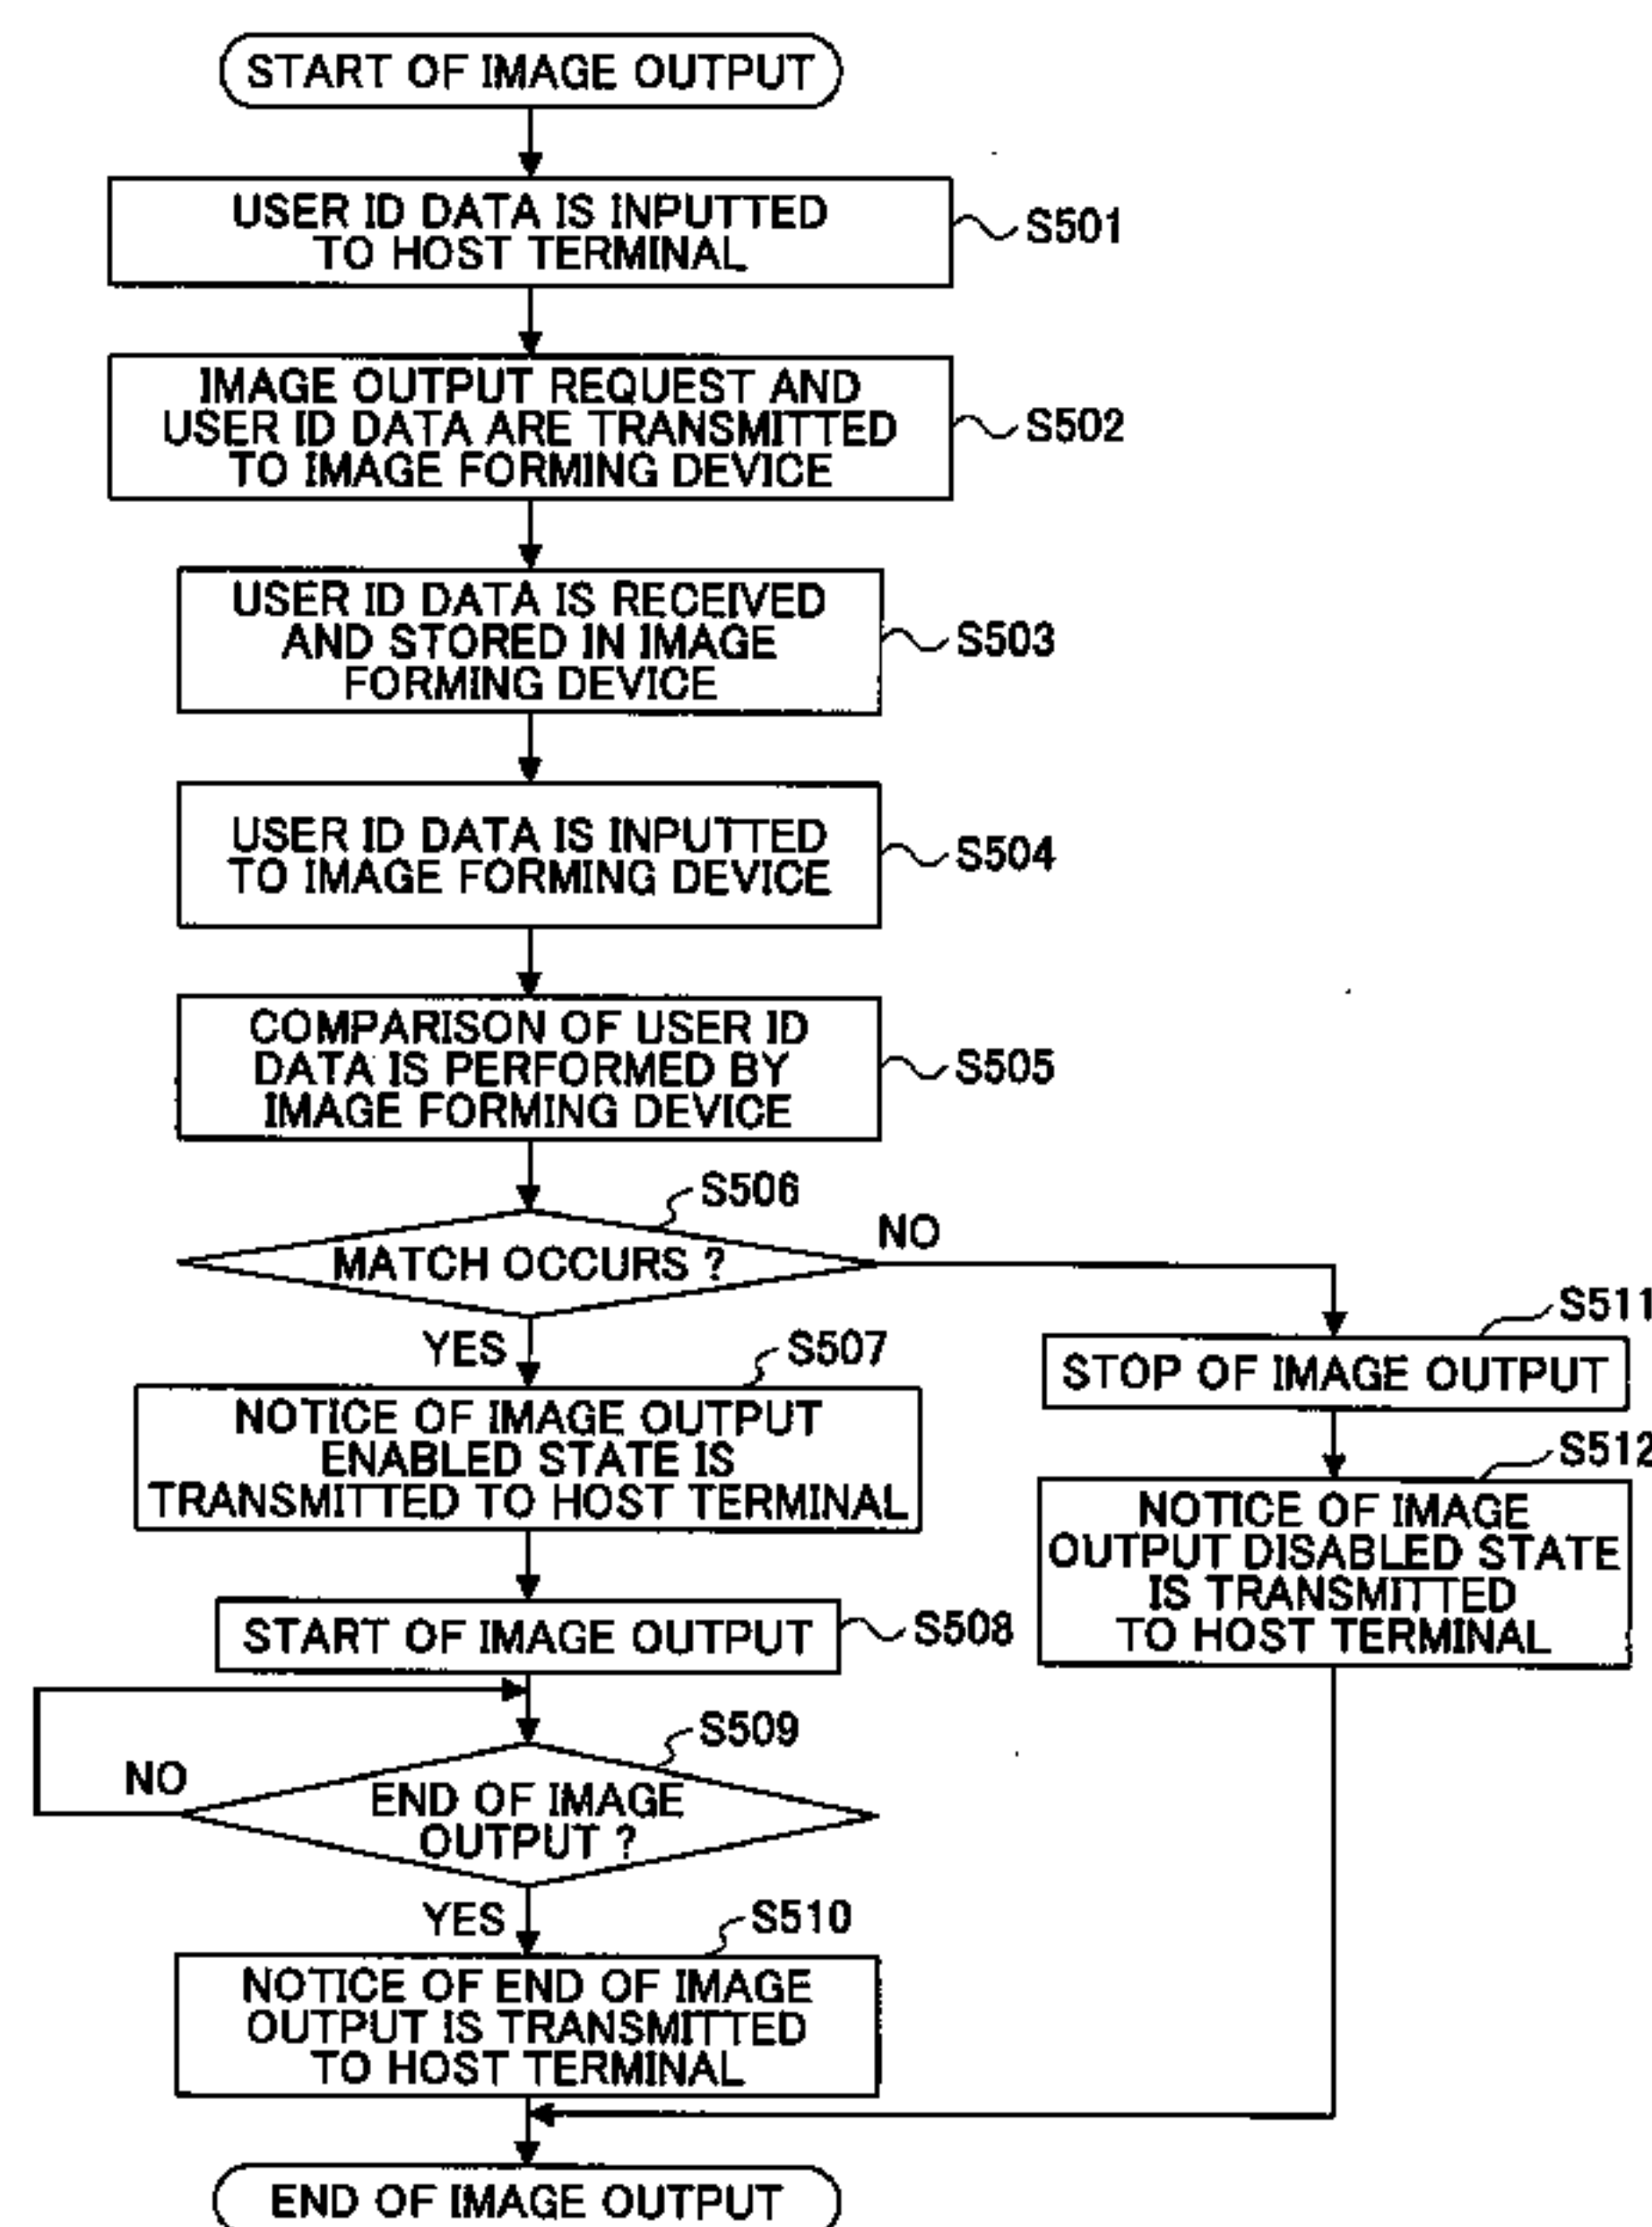 START OF IMAGE OUTPUT
USER ID DATA IS INPUTTED
TO HOST TERMINAL
S501
IMAGE OUTPUT REQUEST AND
USER ID DATA ARE TRANSMITTED
TO IMAGE FORMING DEVICE
S502
USER ID DATA IS RECEIVED
AND STORED IN IMAGE
FORMING DEVICE
S503
USER ID DATA IS INPUTTED
TO IMAGE FORMING DEVICE
S504
COMPARISON OF USER ID
DATA IS PERFORMED BY
IMAGE FORMING DEVICE
S505
S506
MATCH OCCURS ?
NO
YES
S507
NOTICE OF IMAGE OUTPUT
ENABLED STATE IS
TRANSMITTED TO HOST TERMINAL
S511
STOP OF IMAGE OUTPUT
S512
NOTICE OF IMAGE
OUTPUT DISABLED STATE
IS TRANSMITTED
TO HOST TERMINAL
START OF IMAGE OUTPUT
S508
S509
END OF IMAGE
OUTPUT ?
NO
YES
S510
NOTICE OF END OF IMAGE
OUTPUT IS TRANSMITTED
TO HOST TERMINAL
END OF IMAGE OUTPUT